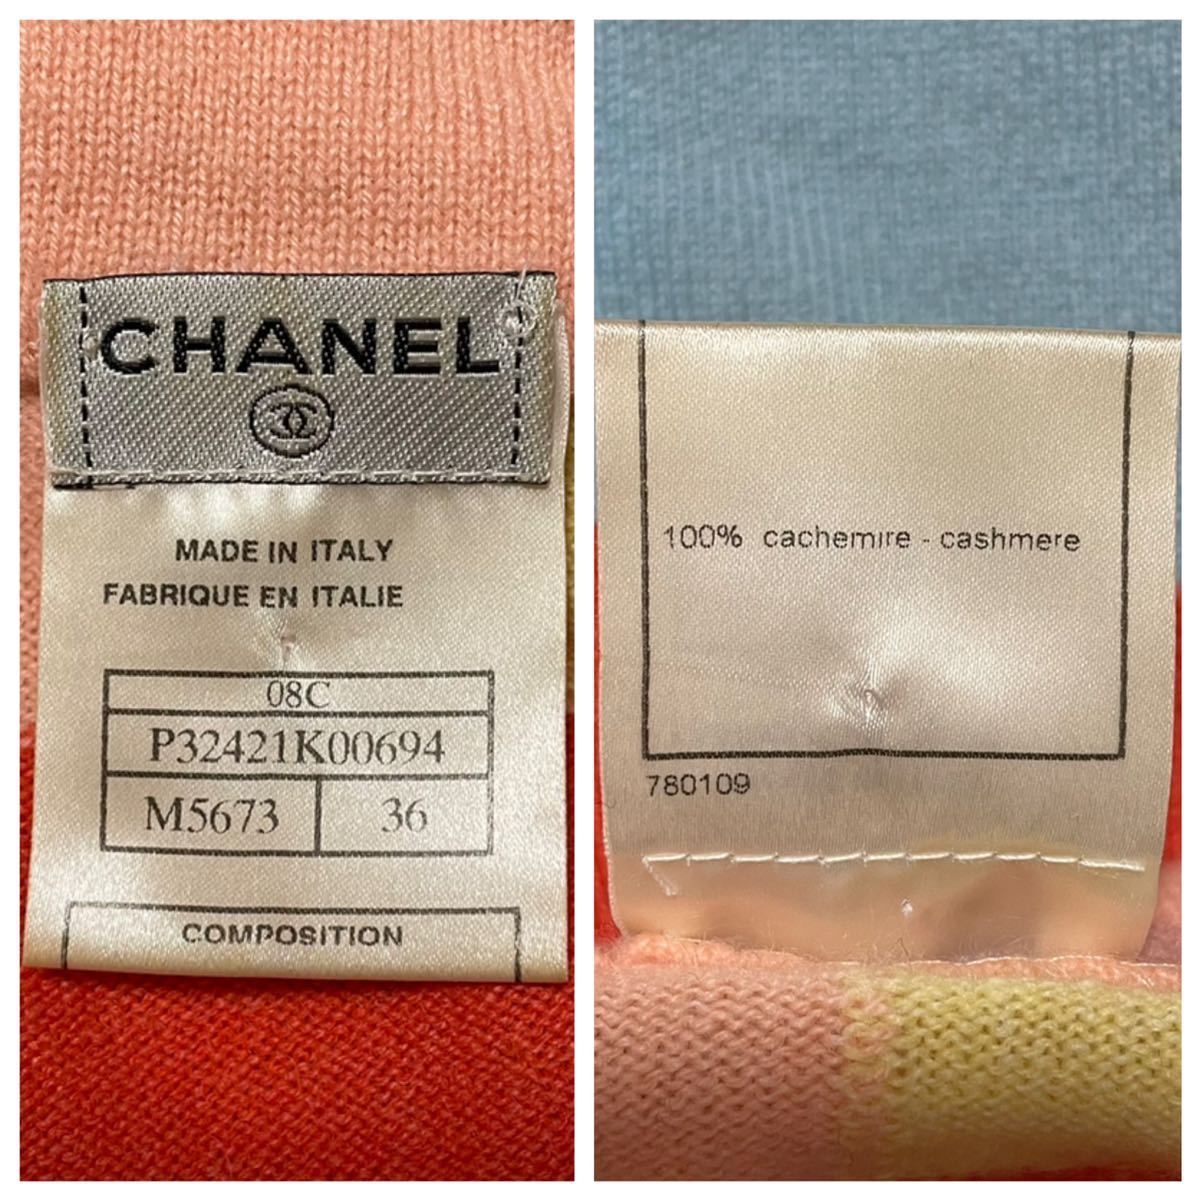 CHANEL
MADE IN ITALY
FABRIQUE EN ITALIE
08C
P32421K00694
M5673 36
COMPOSITION
100% cachemire - cashmere
780109